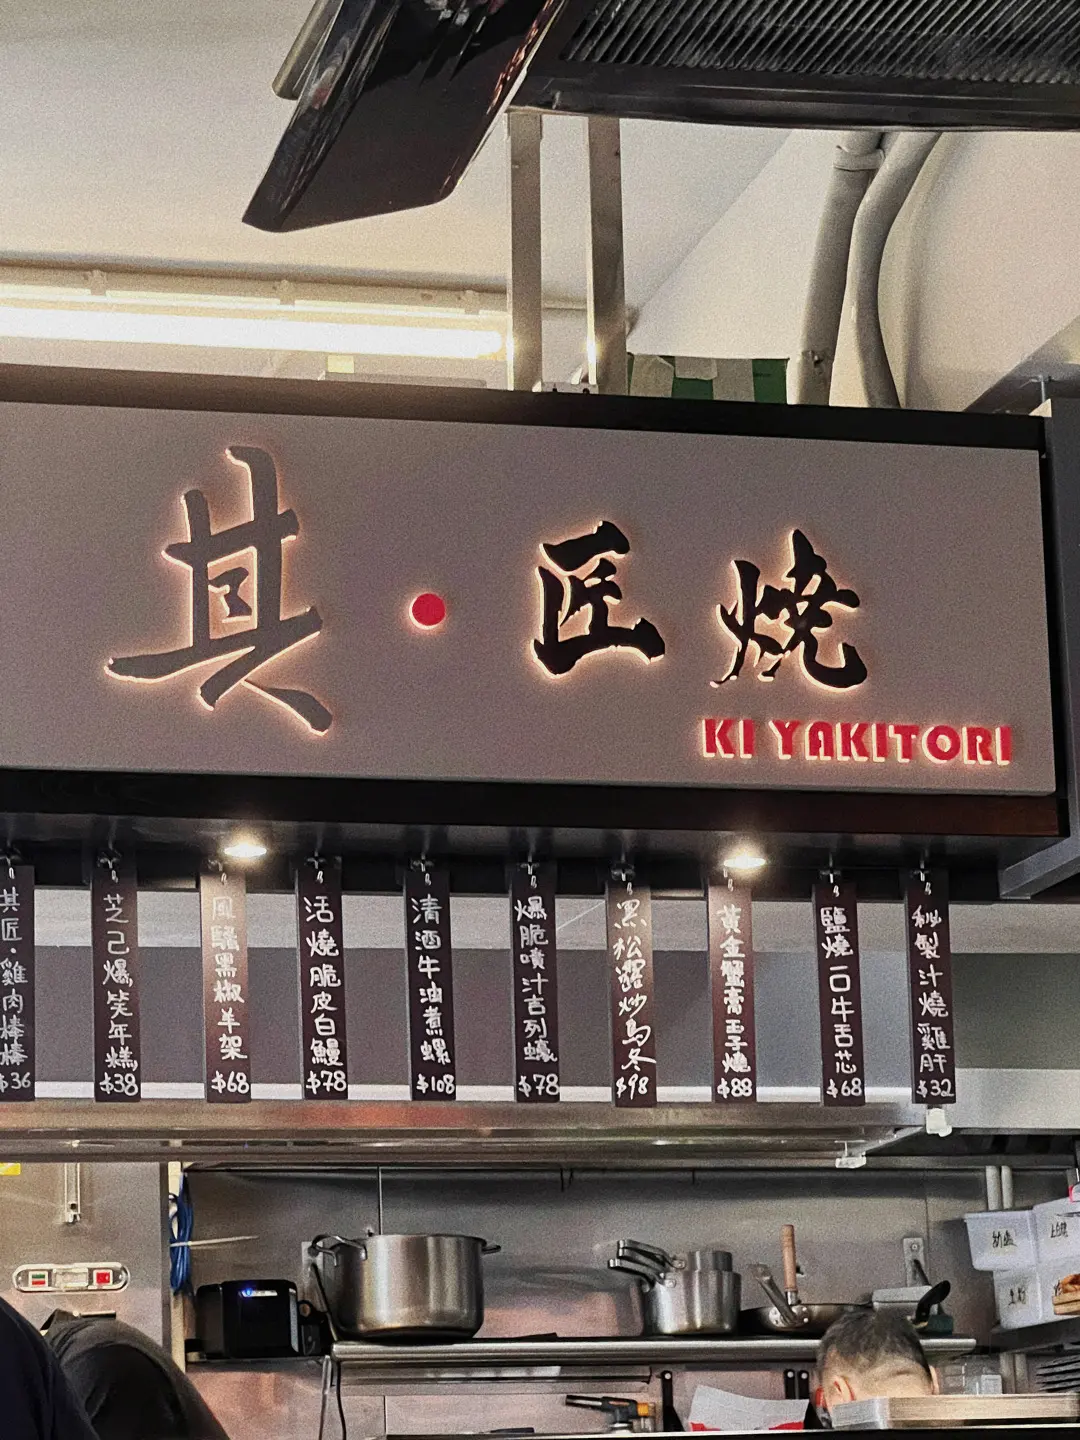 其・匠燒
KI YAKITORI
其匠・雞肉棒棒 $36
芝己爆笑年糕 $38
風騷黑椒羊架 $68
活燒脆皮白鰻 $78
清酒牛油煮螺 $108
爆脆噴汁吉列蠔 $78
黑松露炒烏冬 $98
黃金蟹膏玉子燒 $88
鹽燒一口牛舌芯 $68
秘製汁燒雞肝 $32